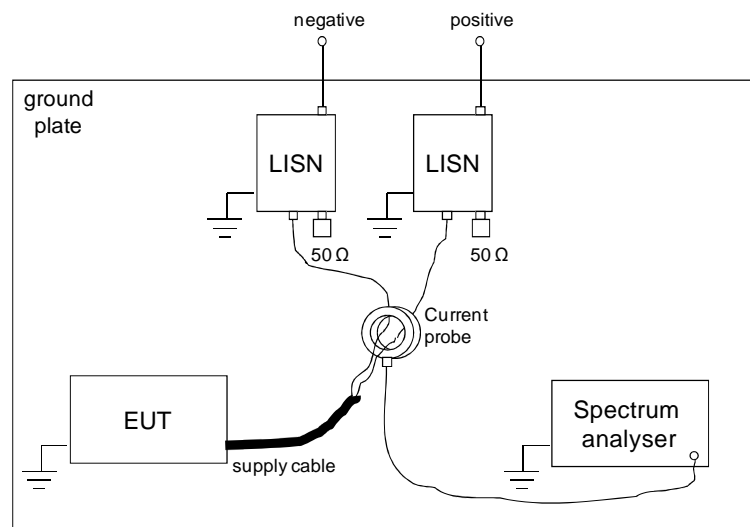 negative
positive
ground
plate
LISN
LISN
50 Ω
50 Ω
Current
probe
EUT
supply cable
Spectrum
analyser